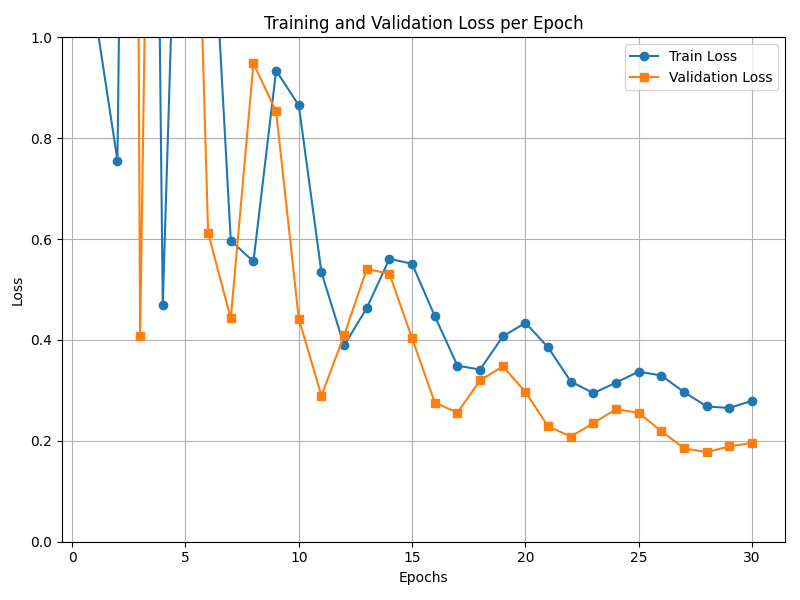 Training and Validation Loss per Epoch
Train Loss
Validation Loss
Loss
1.0
0.8
0.6
0.4
0.2
0.0
0 5 10 15 20 25 30
Epochs